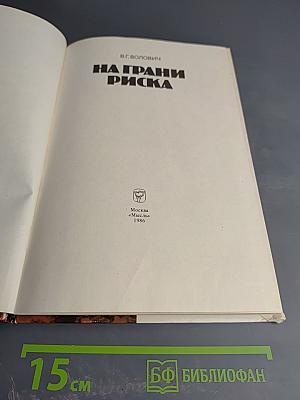 В.Г. ВОЛОВИЧ
НА ГРАНИ
РИСКА
Москва
«Мысль»
1986
15 см
БФ БИБЛИОФАН